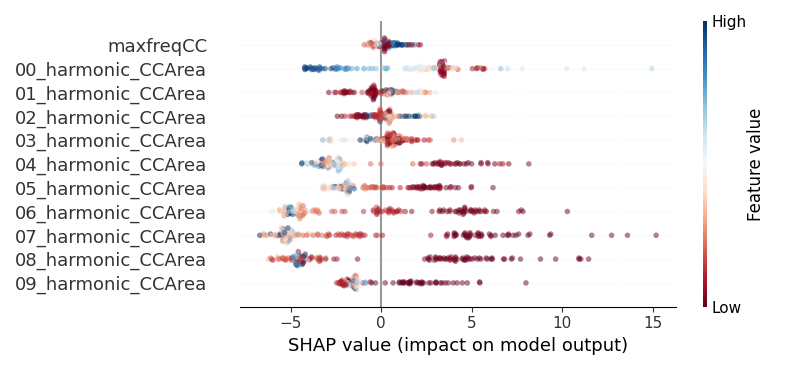 High
maxfreqCC
00_harmonic_CCArea
01_harmonic_CCArea
02_harmonic_CCArea
03_harmonic_CCArea
04_harmonic_CCArea
05_harmonic_CCArea
06_harmonic_CCArea
07_harmonic_CCArea
08_harmonic_CCArea
09_harmonic_CCArea
Feature value
Low
−5 0 5 10 15
SHAP value (impact on model output)